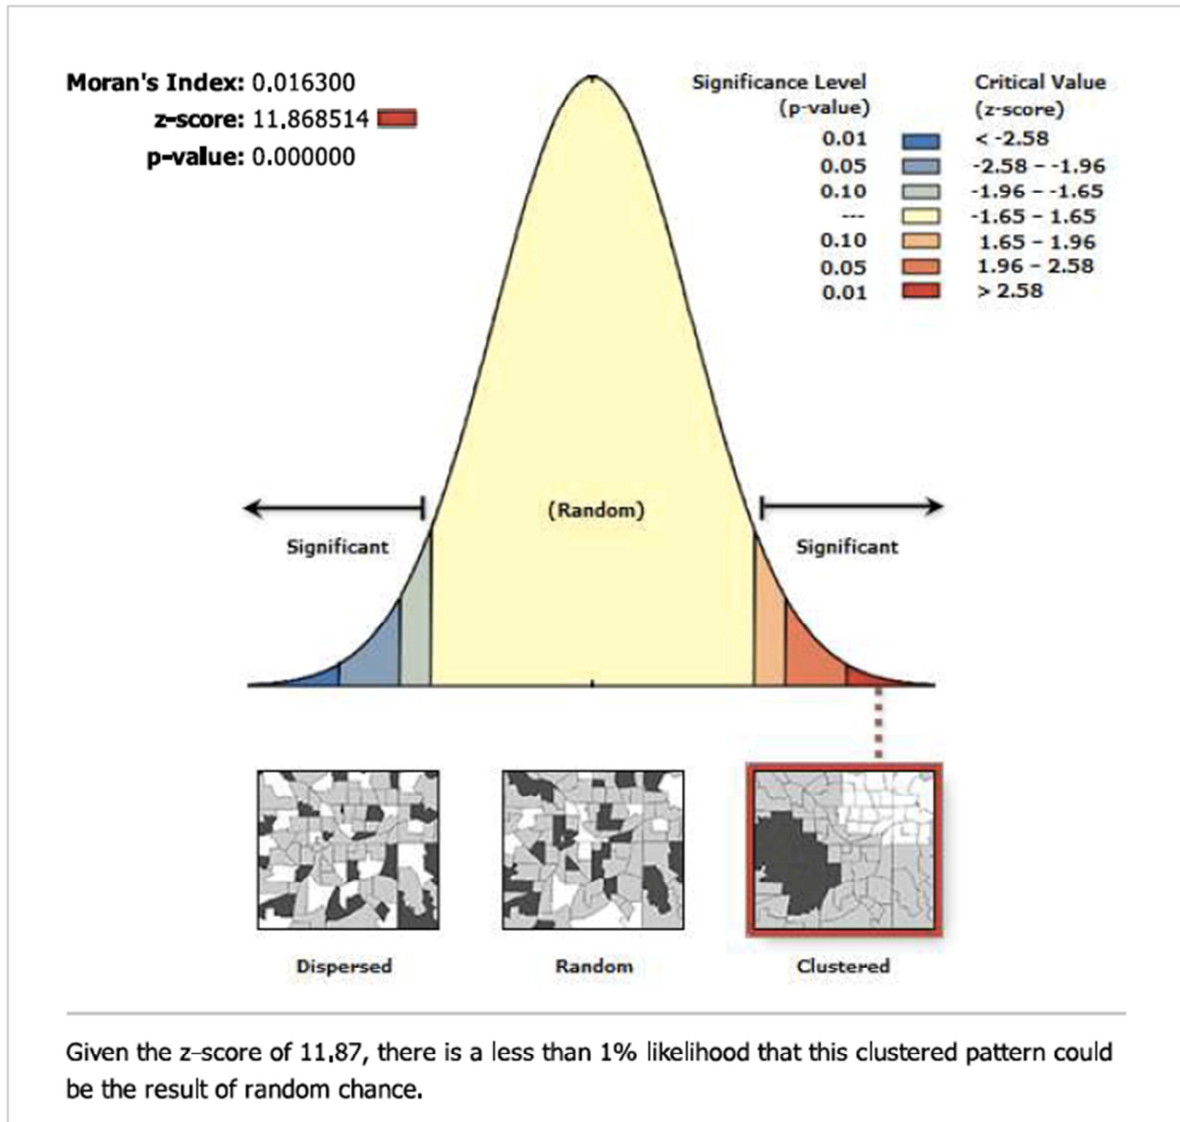 Moran's Index: 0.016300
z-score: 11.868514
p-value: 0.000000
Significance Level
(p-value)
Critical Value
(z-score)
0.01 < -2.58
0.05 -2.58 - -1.96
0.10 -1.96 - -1.65
--- -1.65 - 1.65
0.10 1.65 - 1.96
0.05 1.96 - 2.58
0.01 > 2.58
(Random)
Significant
Significant
Dispersed
Random
Clustered
Given the z-score of 11.87, there is a less than 1% likelihood that this clustered pattern could
be the result of random chance.